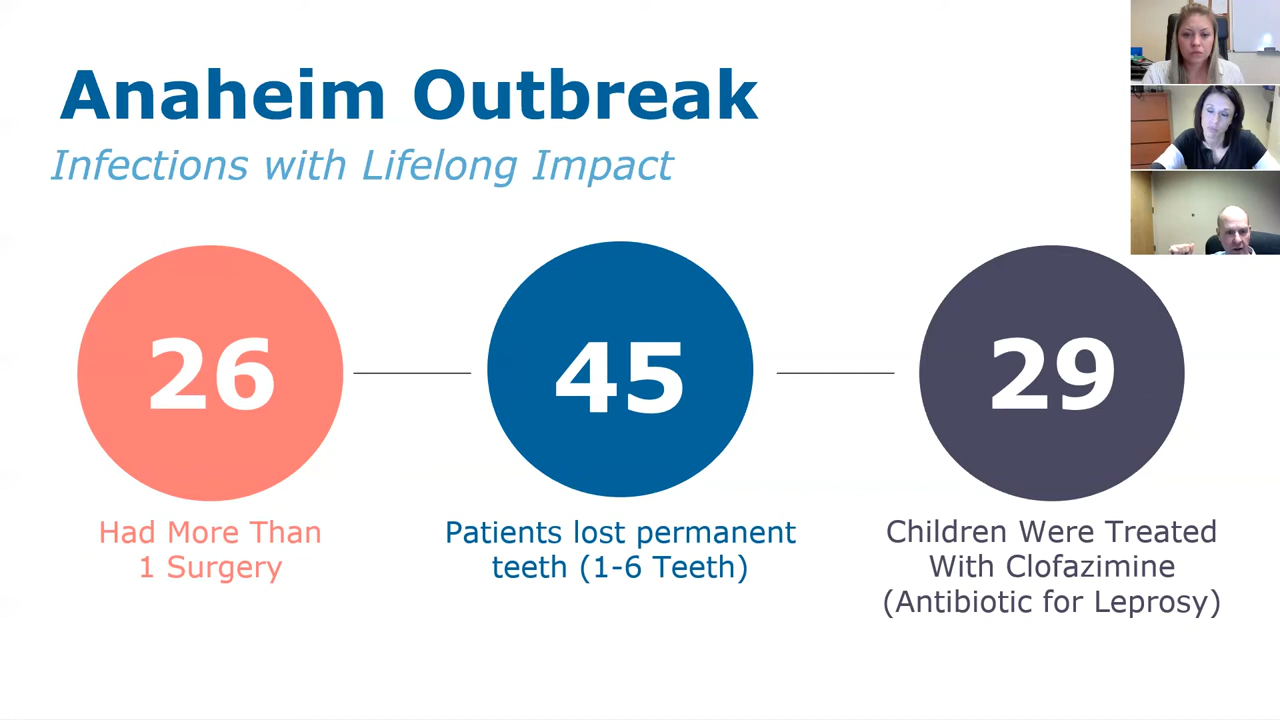 Anaheim Outbreak
Infections with Lifelong Impact
26
Had More Than
1 Surgery
45
Patients lost permanent
teeth (1-6 Teeth)
29
Children Were Treated
With Clofazimine
(Antibiotic for Leprosy)